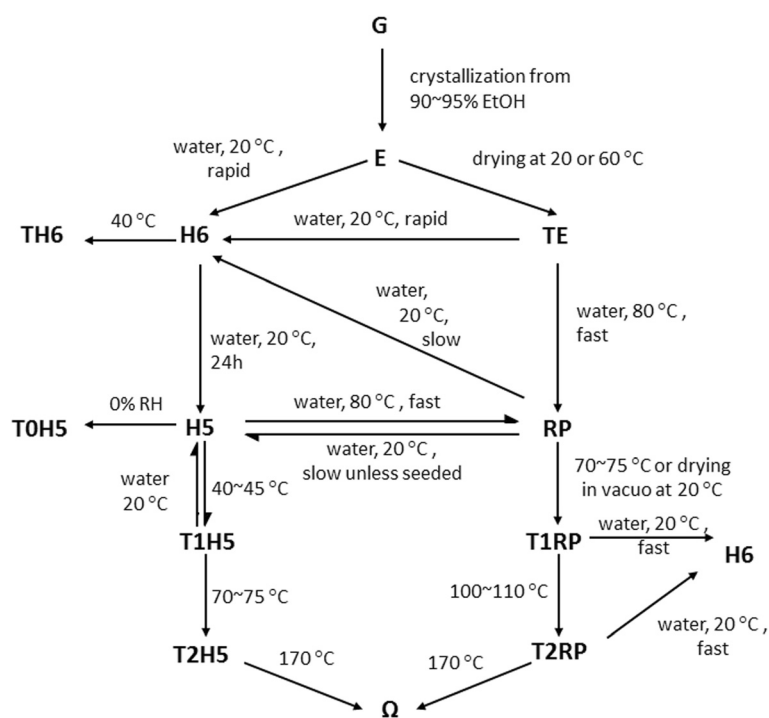 G
crystallization from
90~95% EtOH
water, 20 °C ,
rapid
E
drying at 20 or 60 °C
TH6
40 °C
H6
water, 20 °C, rapid
TE
water,
20 °C,
slow
water, 80 °C ,
fast
water, 20 °C,
24h
T0H5
0% RH
H5
water, 80 °C , fast
RP
water, 20 °C ,
slow unless seeded
water
20 °C
40~45 °C
70~75 °C or drying
in vacuo at 20 °C
T1H5
T1RP
water, 20 °C ,
fast
H6
70~75 °C
100~110 °C
T2H5
170 °C
170 °C
T2RP
water, 20 °C ,
fast
Ω